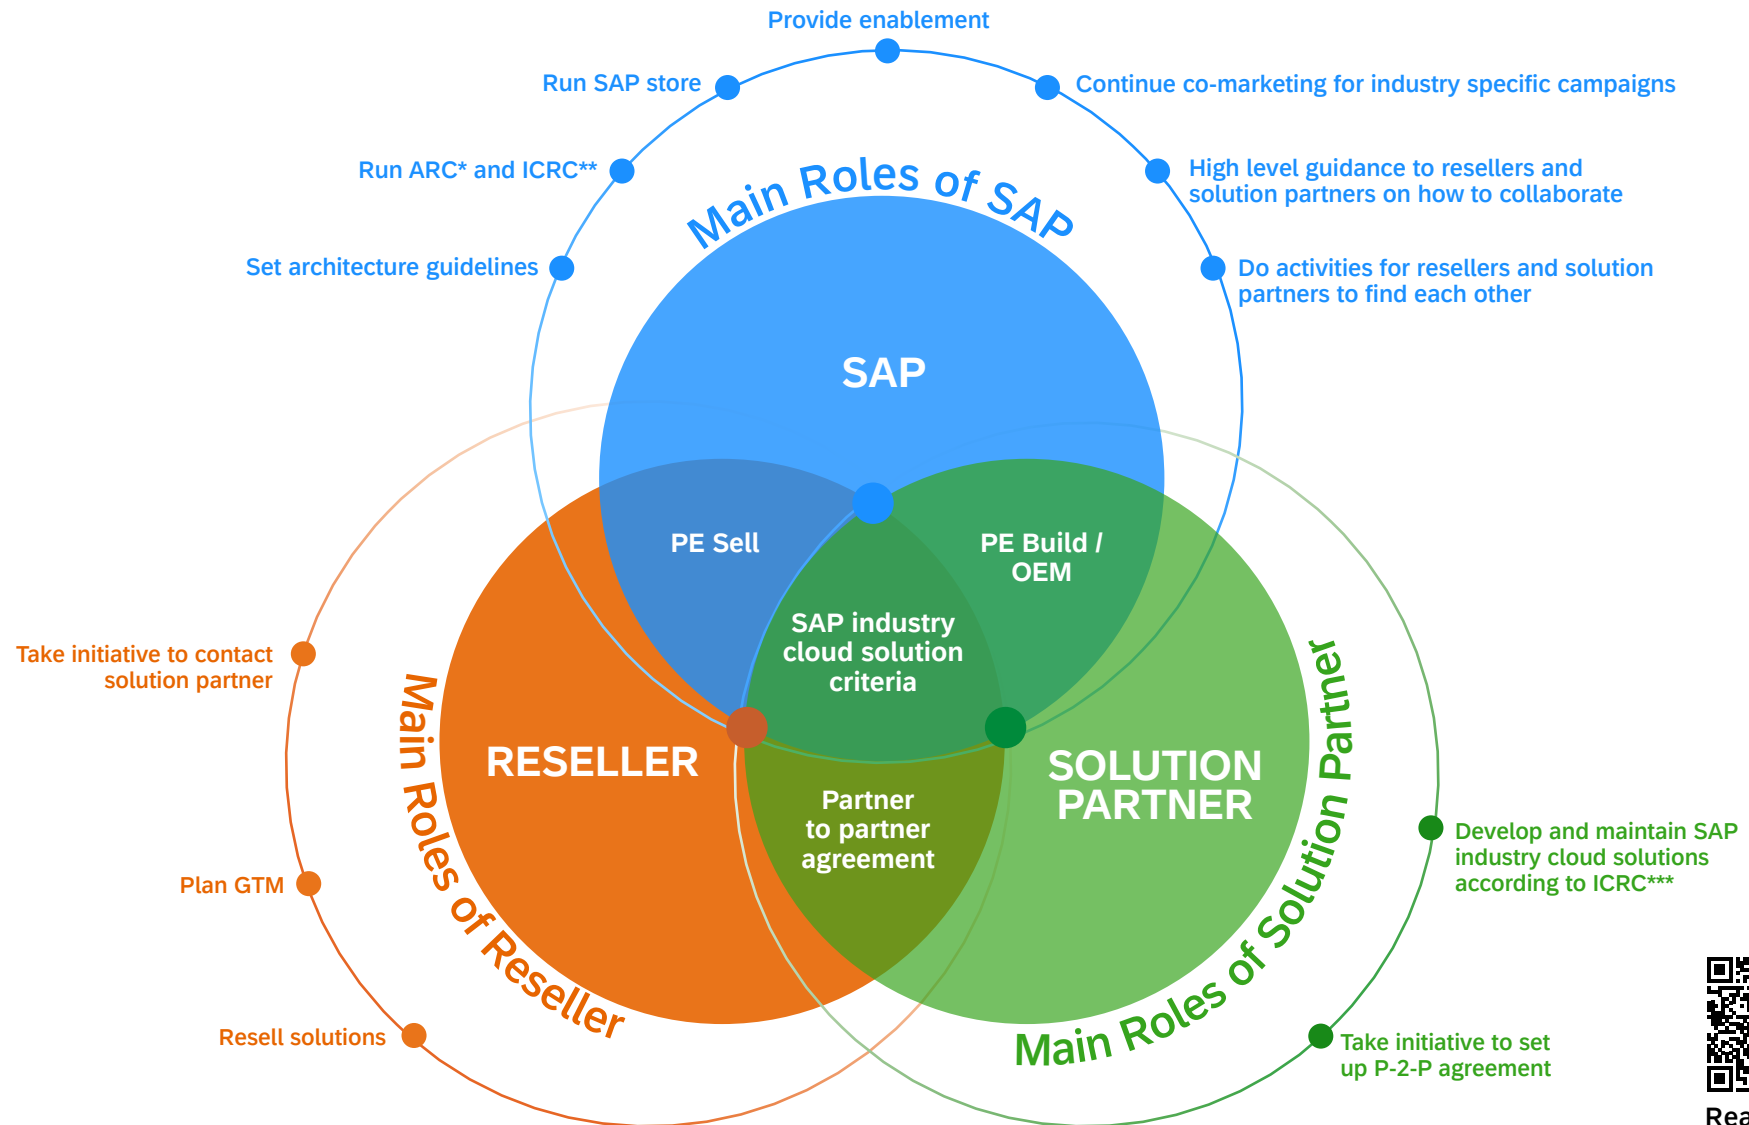 Provide enablement
Run SAP store
Continue co-marketing for industry specific campaigns
Run ARC* and ICRC**
High level guidance to resellers and
solution partners on how to collaborate
Set architecture guidelines
Do activities for resellers and solution
partners to find each other
Main Roles of SAP
SAP
PE Sell
PE Build /
OEM
SAP industry
cloud solution
criteria
Take initiative to contact
solution partner
Plan GTM
Resell solutions
Main Roles of Reseller
RESELLER
Partner
to partner
agreement
SOLUTION
PARTNER
Main Roles of Solution Partner
Develop and maintain SAP
industry cloud solutions
according to ICRC***
Take initiative to set
up P-2-P agreement